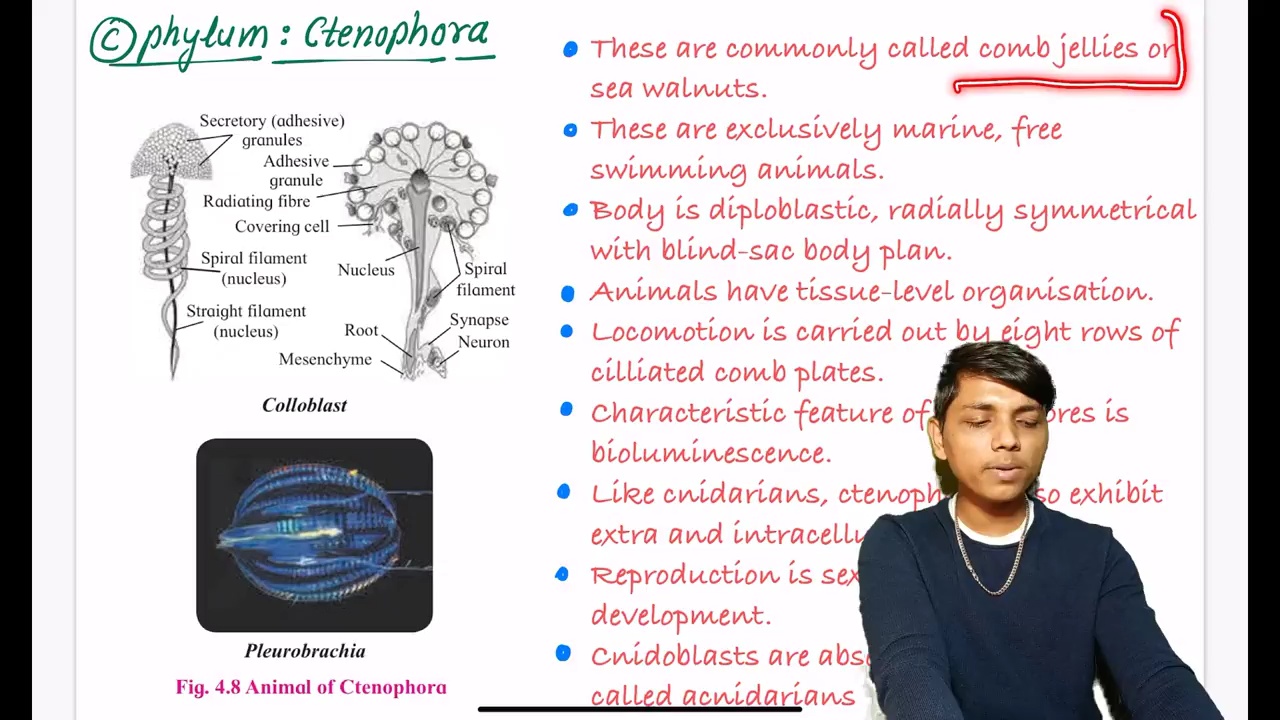 © phylum : Ctenophora
Secretory (adhesive)
granules
Adhesive
granule
Radiating fibre
Covering cell
Spiral filament
(nucleus)
Nucleus
Spiral
filament
Straight filament
(nucleus)
Root
Synapse
Neuron
Mesenchyme
Colloblast
Pleurobrachia
Fig. 4.8 Animal of Ctenophora
These are commonly called comb jellies or
sea walnuts.
These are exclusively marine, free
swimming animals.
Body is diploblastic, radially symmetrical
with blind-sac body plan.
Animals have tissue-level organisation.
Locomotion is carried out by eight rows of
cilliated comb plates.
Characteristic feature of is
bioluminescence.
Like cnidarians, exhibit
extra and
Reproduction is
development.
Cnidoblasts are
called acnidarians